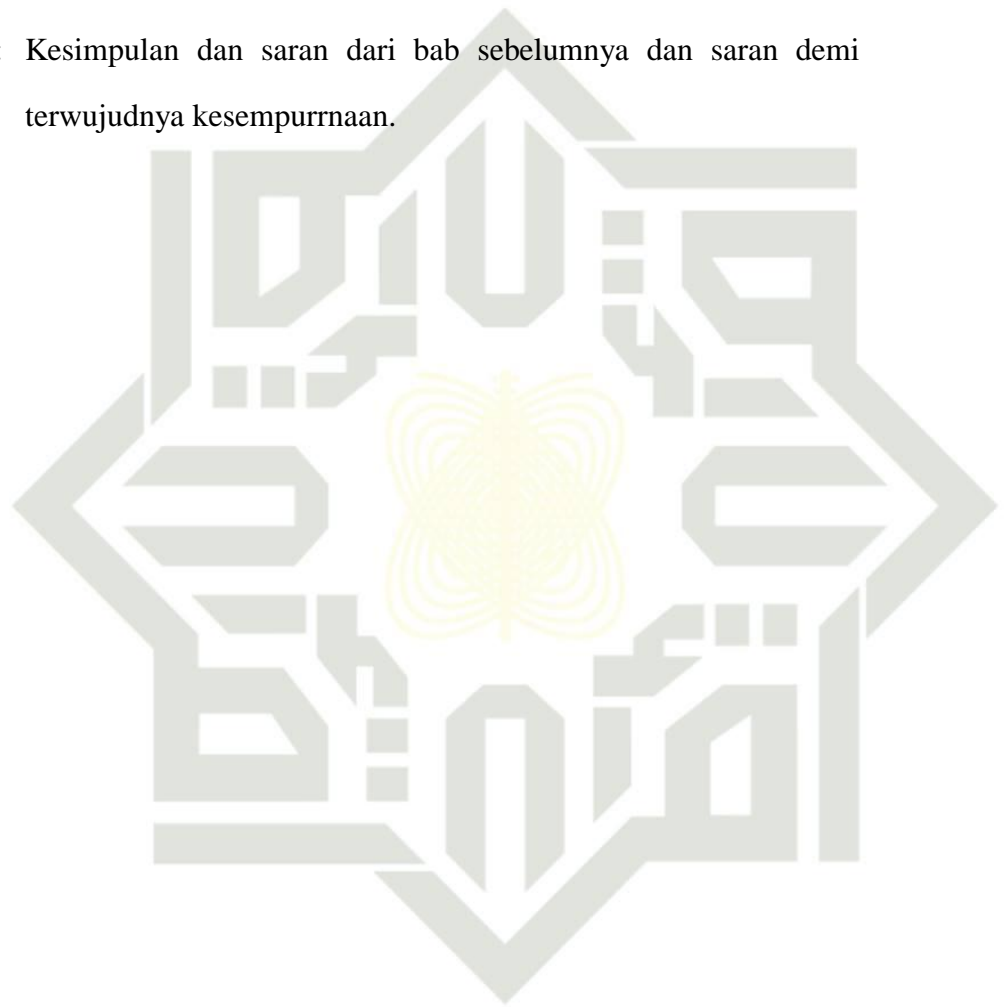 : Kesimpulan dan saran dari bab sebelumnya dan saran demi
terwujudnya kesempurrnaan.